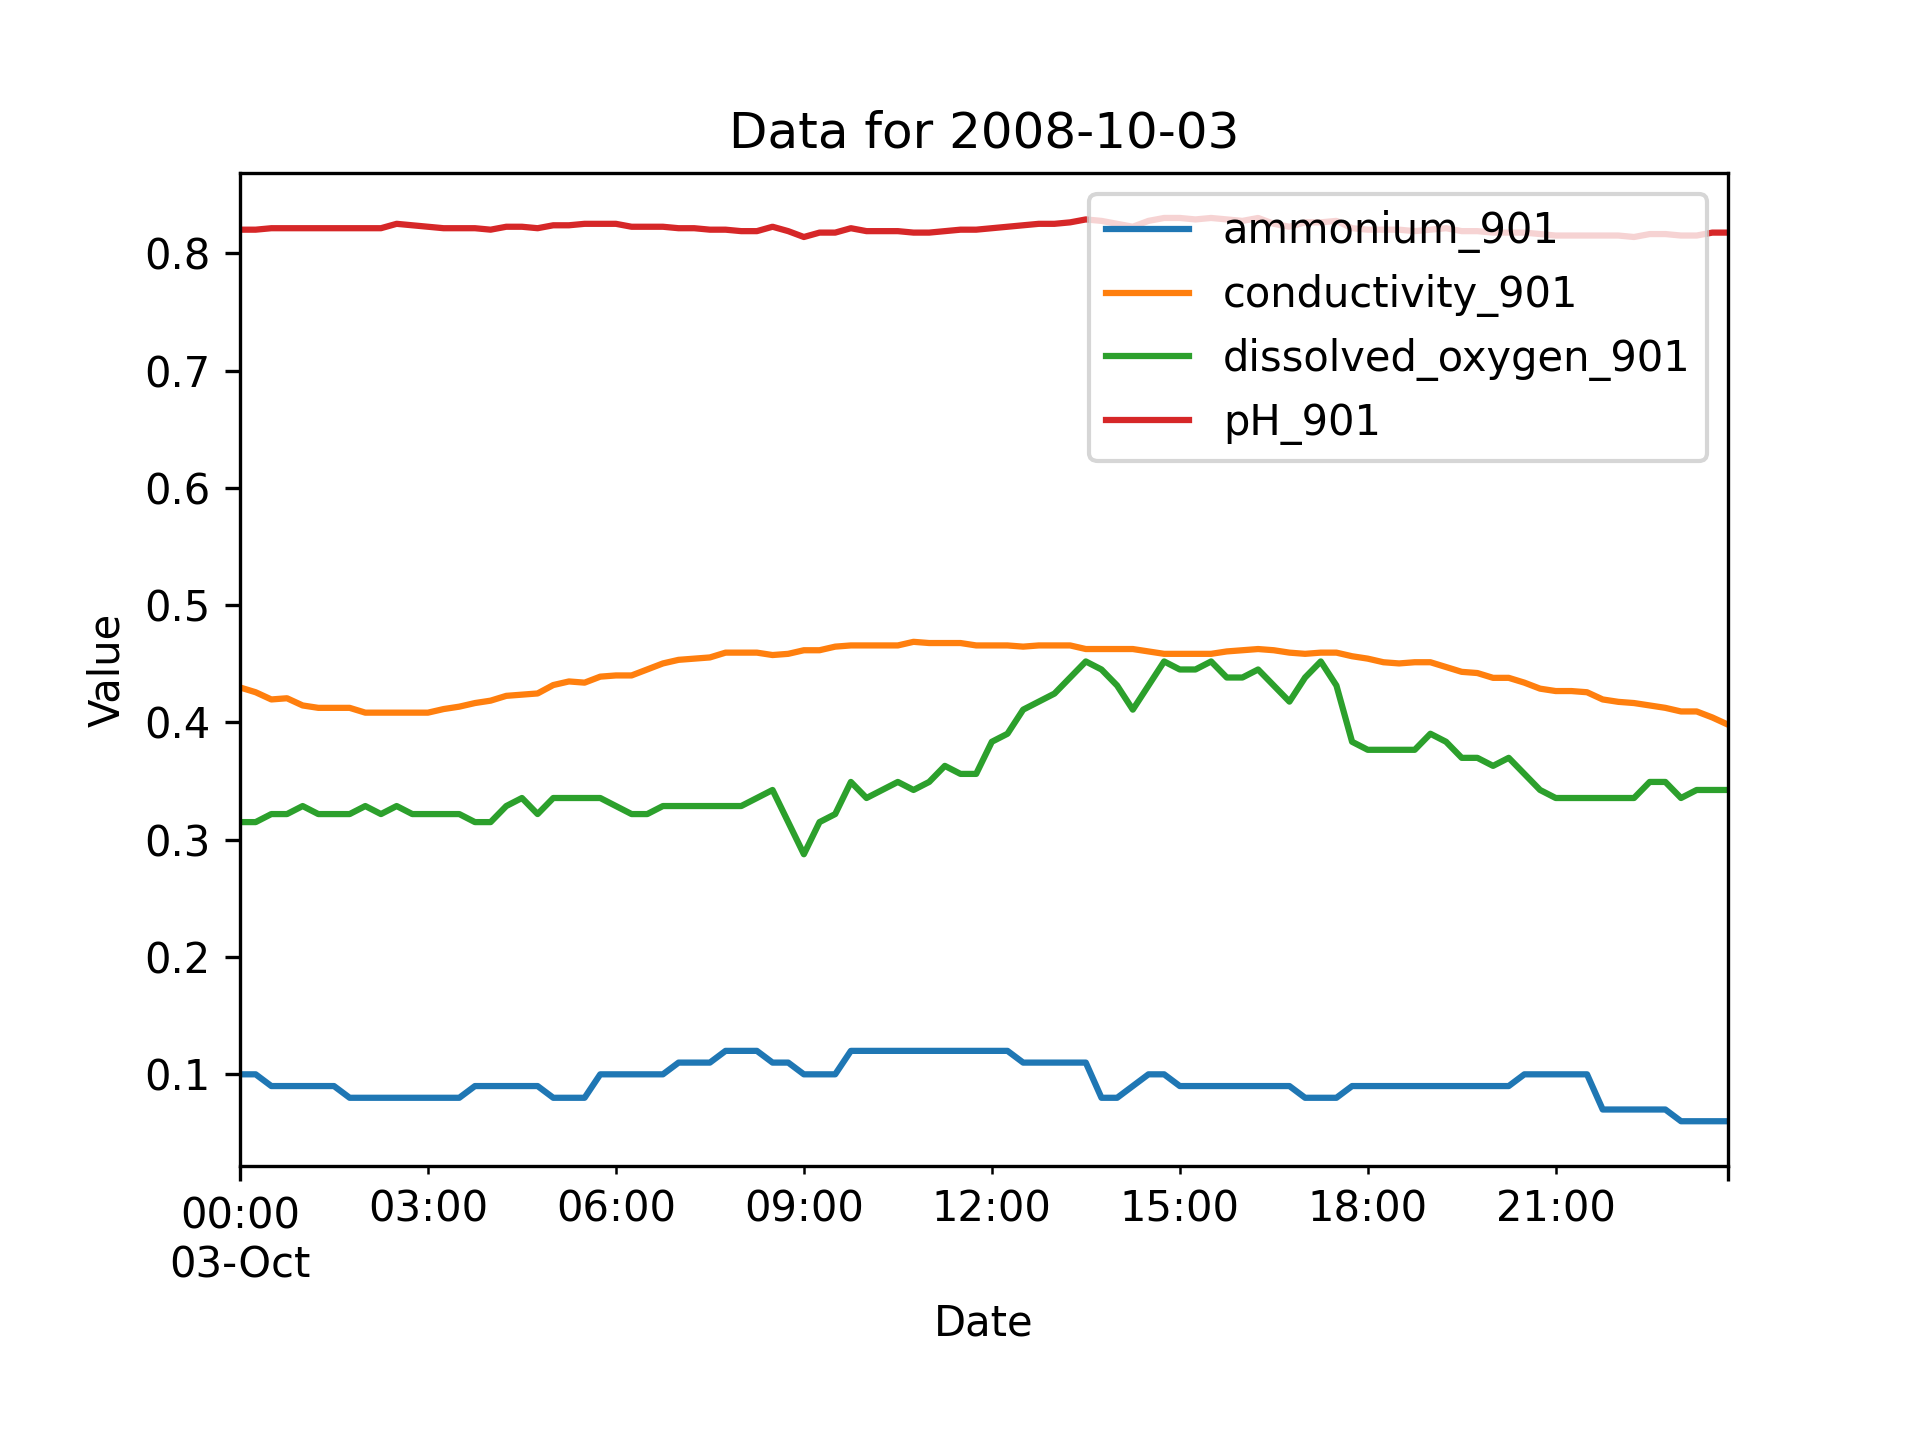 Data for 2008-10-03
ammonium_901
conductivity_901
dissolved_oxygen_901
pH_901
0.8
0.7
0.6
0.5
0.4
0.3
0.2
0.1
Value
00:00 03:00 06:00 09:00 12:00 15:00 18:00 21:00
03-Oct
Date